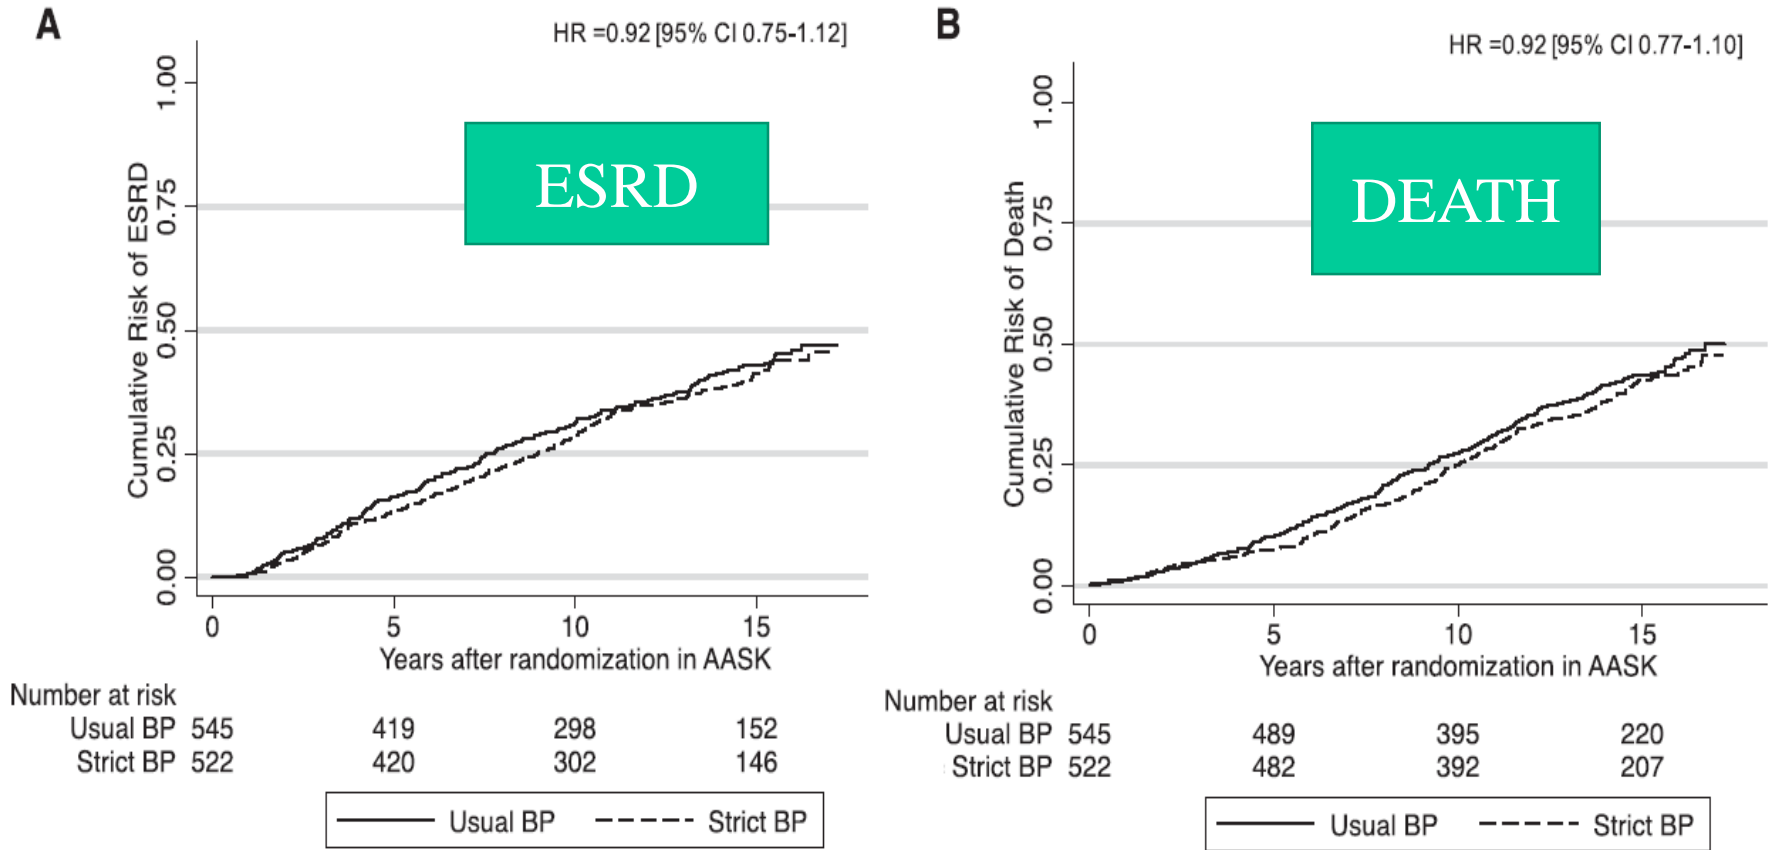 A
HR =0.92 [95% CI 0.75-1.12]
ESRD
Cumulative Risk of ESRD
1.00
0.75
0.50
0.25
0.00
0 5 10 15
Years after randomization in AASK
Number at risk
Usual BP 545 419 298 152
Strict BP 522 420 302 146
Usual BP Strict BP
B
HR =0.92 [95% CI 0.77-1.10]
DEATH
Cumulative Risk of Death
1.00
0.75
0.50
0.25
0.00
0 5 10 15
Years after randomization in AASK
Number at risk
Usual BP 545 489 395 220
Strict BP 522 482 392 207
Usual BP Strict BP